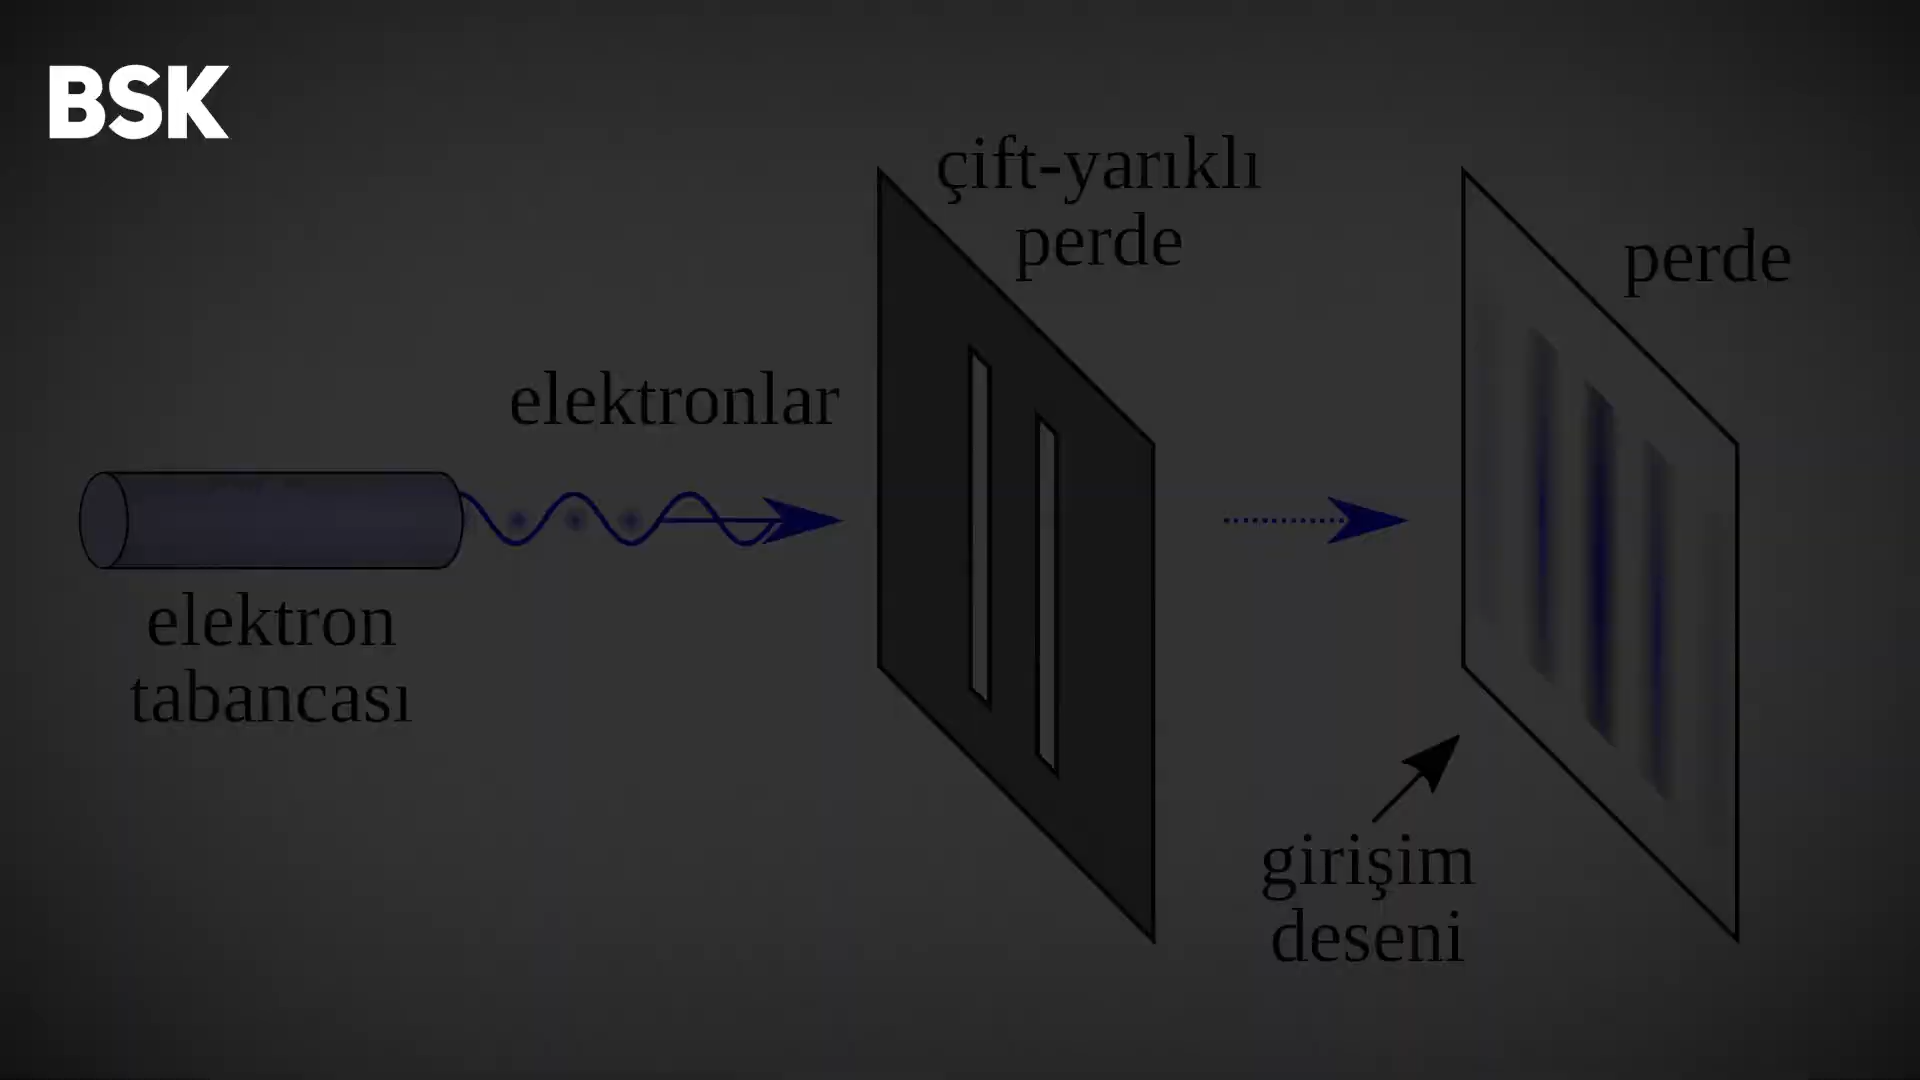 BSK
çift-yarıklı
perde
perde
elektronlar
elektron
tabancası
girişim
deseni